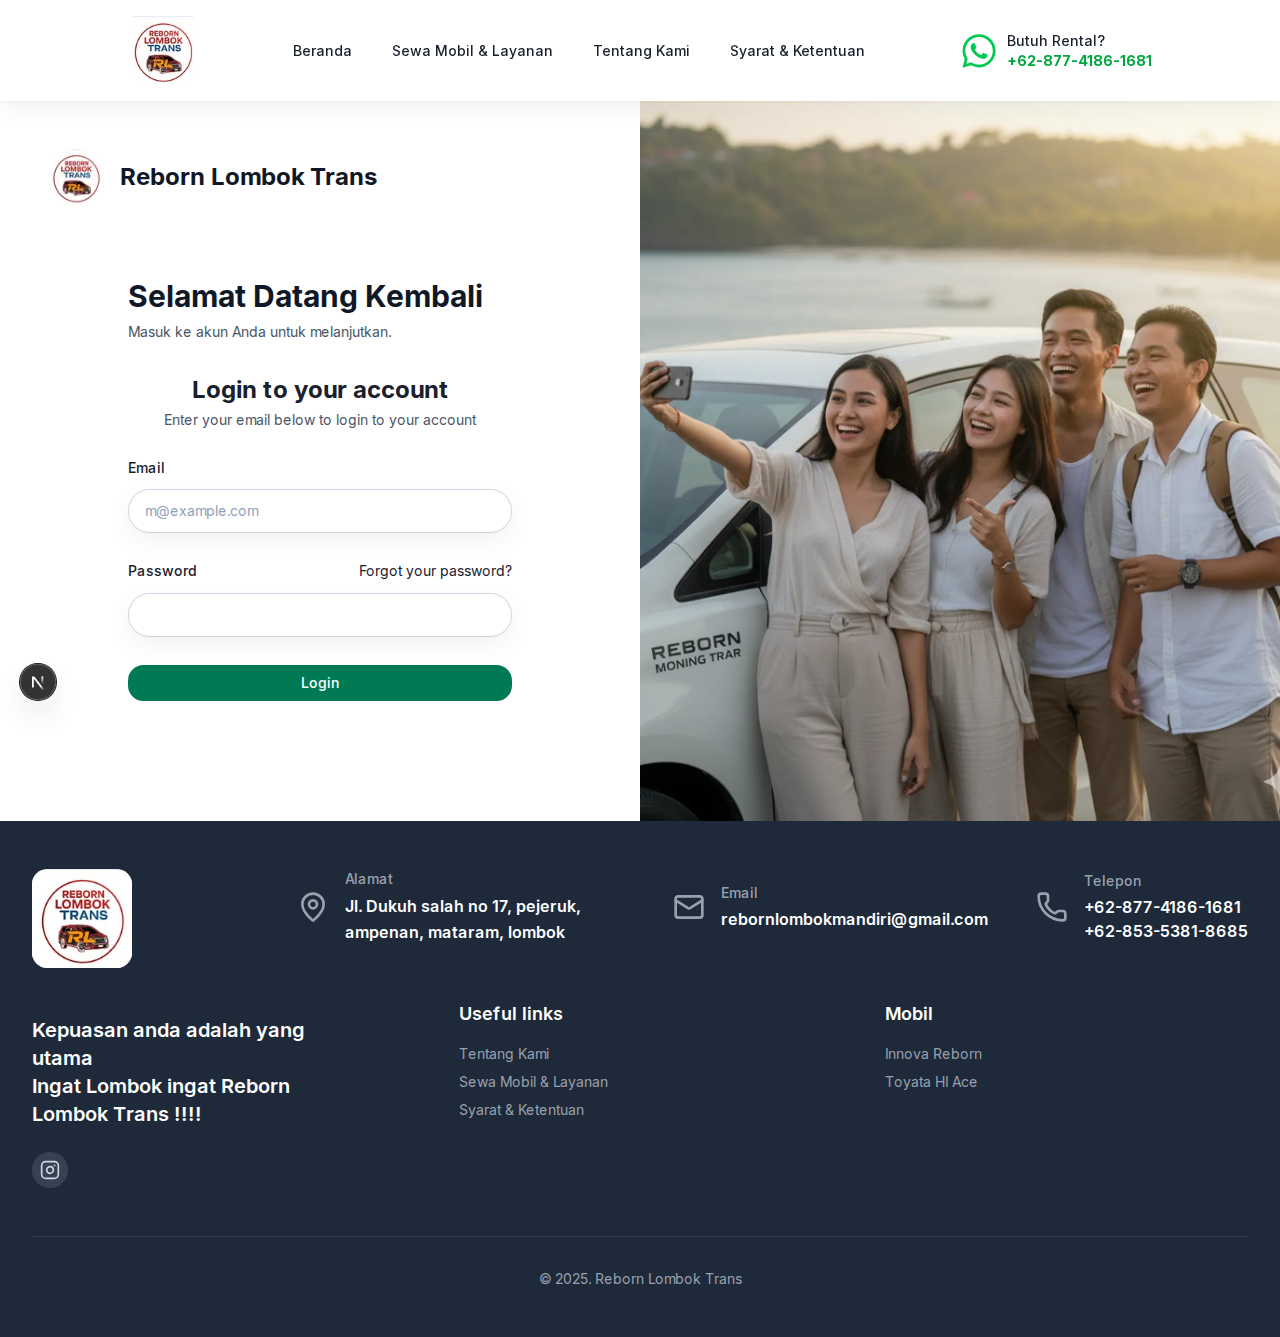 REBORN
LOMBOK
TRANS
RL
Beranda
Sewa Mobil & Layanan
Tentang Kami
Syarat & Ketentuan
Butuh Rental?
+62-877-4186-1681
REBORN
LOMBOK
TRANS
RL
Reborn Lombok Trans
Selamat Datang Kembali
Masuk ke akun Anda untuk melanjutkan.
Login to your account
Enter your email below to login to your account
Email
m@example.com
Password
Forgot your password?
Login
N
REBORN
MONING TRAR
REBORN
LOMBOK
TRANS
RL
Alamat
Jl. Dukuh salah no 17, pejeruk,
ampenan, mataram, lombok
Email
rebornlombokmandiri@gmail.com
Telepon
+62-877-4186-1681
+62-853-5381-8685
Kepuasan anda adalah yang
utama
Ingat Lombok ingat Reborn
Lombok Trans !!!!
Useful links
Tentang Kami
Sewa Mobil & Layanan
Syarat & Ketentuan
Mobil
Innova Reborn
Toyata HI Ace
© 2025. Reborn Lombok Trans